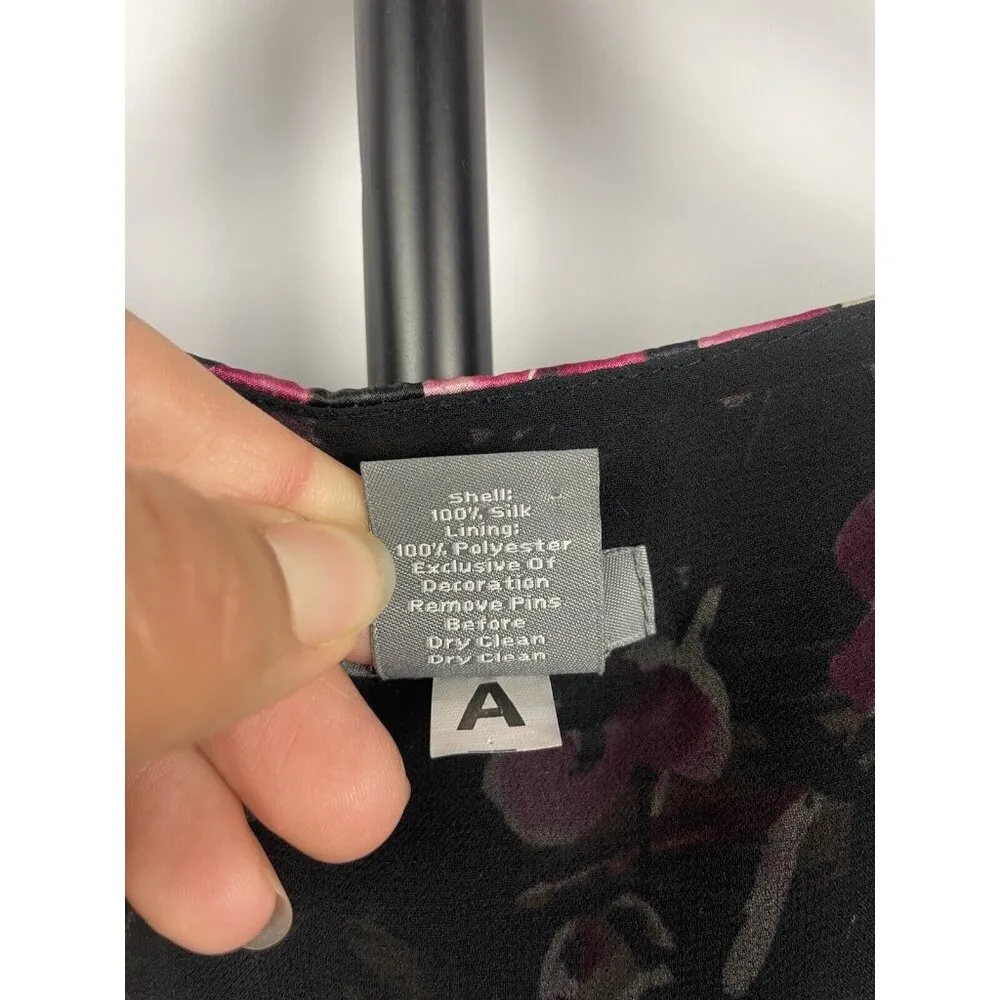 Shell:
100% Silk
Lining:
100% Polyester
Exclusive Of
Decoration
Remove Pins
Before
Dry Clean
Dry Clean
A